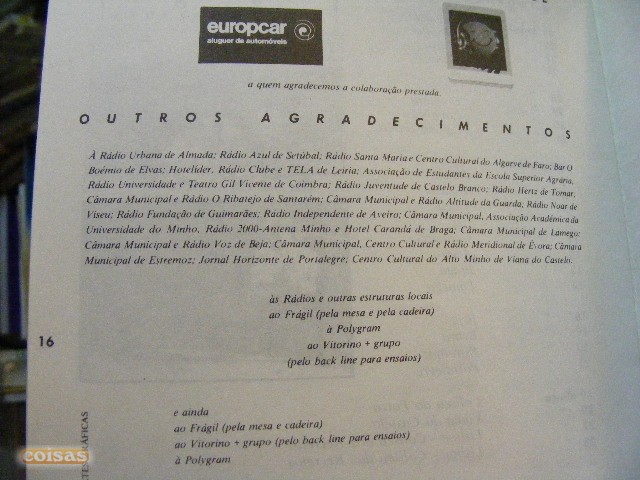 europcar
aluguer de automóveis
a quem agradecemos a colaboração prestada.
OUTROS AGRADECIMENTOS
À Rádio Urbana de Almada; Rádio Azul de Setúbal; Rádio Santa Maria e Centro Cultural do Algarve de Faro; Bar O
Boémio de Elvas; Hotelider, Rádio Clube e TELA de Leiria; Associação de Estudantes da Escola Superior Agrária,
Rádio Universidade e Teatro Gil Vicente de Coimbra; Rádio Juventude de Castelo Branco; Rádio Hertz de Tomar,
Câmara Municipal e Rádio O Ribatejo de Santarém; Câmara Municipal e Rádio Altitude da Guarda; Rádio Noar de
Viseu; Rádio Fundação de Guimarães; Rádio Independente de Aveiro; Câmara Municipal, Associação Académica da
Universidade do Minho, Rádio 2000-Antena Minho e Hotel Carandá de Braga; Câmara Municipal de Lamego;
Câmara Municipal e Rádio Voz de Beja; Câmara Municipal, Centro Cultural e Rádio Meridional de Évora; Câmara
Municipal de Estremoz; Jornal Horizonte de Portalegre; Centro Cultural do Alto Minho de Viana do Castelo.
às Rádios e outras estruturas locais
ao Frágil (pela mesa e pela cadeira)
à Polygram
ao Vitorino + grupo
(pelo back line para ensaios)
16
e ainda
ao Frágil (pela mesa e cadeira)
ao Vitorino + grupo (pelo back line para ensaios)
à Polygram
coisas